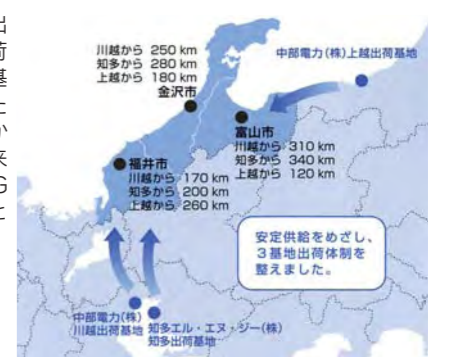 川越から 250 km
知多から 280 km
上越から 180 km
金沢市
中部電力(株)上越出荷基地
富山市
川越から 310 km
知多から 340 km
上越から 120 km
福井市
川越から 170 km
知多から 200 km
上越から 260 km
安定供給をめざし、
3基地出荷体制を
整えました。
中部電力(株)
川越出荷基地
知多エル・エヌ・ジー(株)
知多出荷基地
出
荷
基